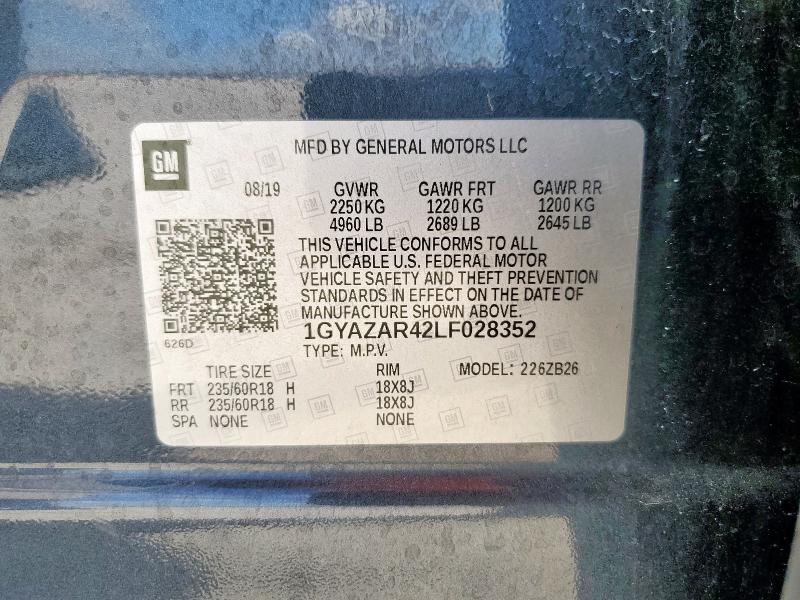 GM
MFD BY GENERAL MOTORS LLC
08/19 GVWR GAWR FRT GAWR RR
2250 KG 1220 KG 1200 KG
4960 LB 2689 LB 2645 LB
THIS VEHICLE CONFORMS TO ALL
APPLICABLE U.S. FEDERAL MOTOR
VEHICLE SAFETY AND THEFT PREVENTION
STANDARDS IN EFFECT ON THE DATE OF
MANUFACTURE SHOWN ABOVE.
626D
1GYAZAR42LF028352
TYPE: M.P.V.
TIRE SIZE RIM MODEL: 226ZB26
FRT 235/60R18 H 18X8J
RR 235/60R18 H 18X8J
SPA NONE NONE